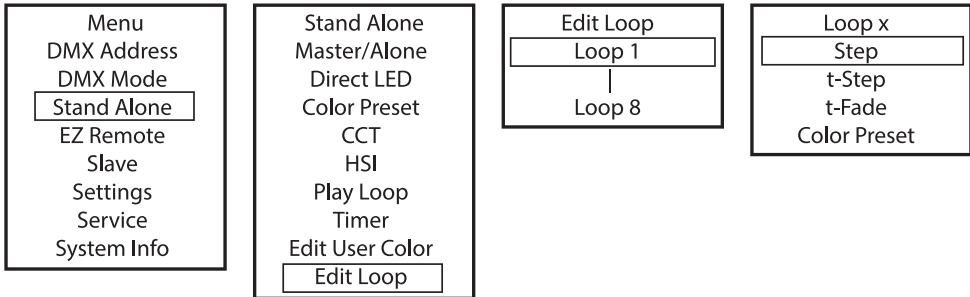 Menu
DMX Address
DMX Mode
Stand Alone
EZ Remote
Slave
Settings
Service
System Info
Stand Alone
Master/Alone
Direct LED
Color Preset
CCT
HSI
Play Loop
Timer
Edit User Color
Edit Loop
Edit Loop
Loop 1
Loop 8
Loop x
Step
t-Step
t-Fade
Color Preset